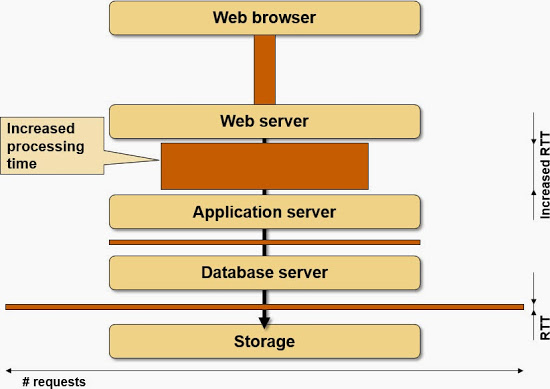 Web browser
Web server
Increased
processing
time
Increased RTT
Application server
Database server
RTT
Storage
# requests